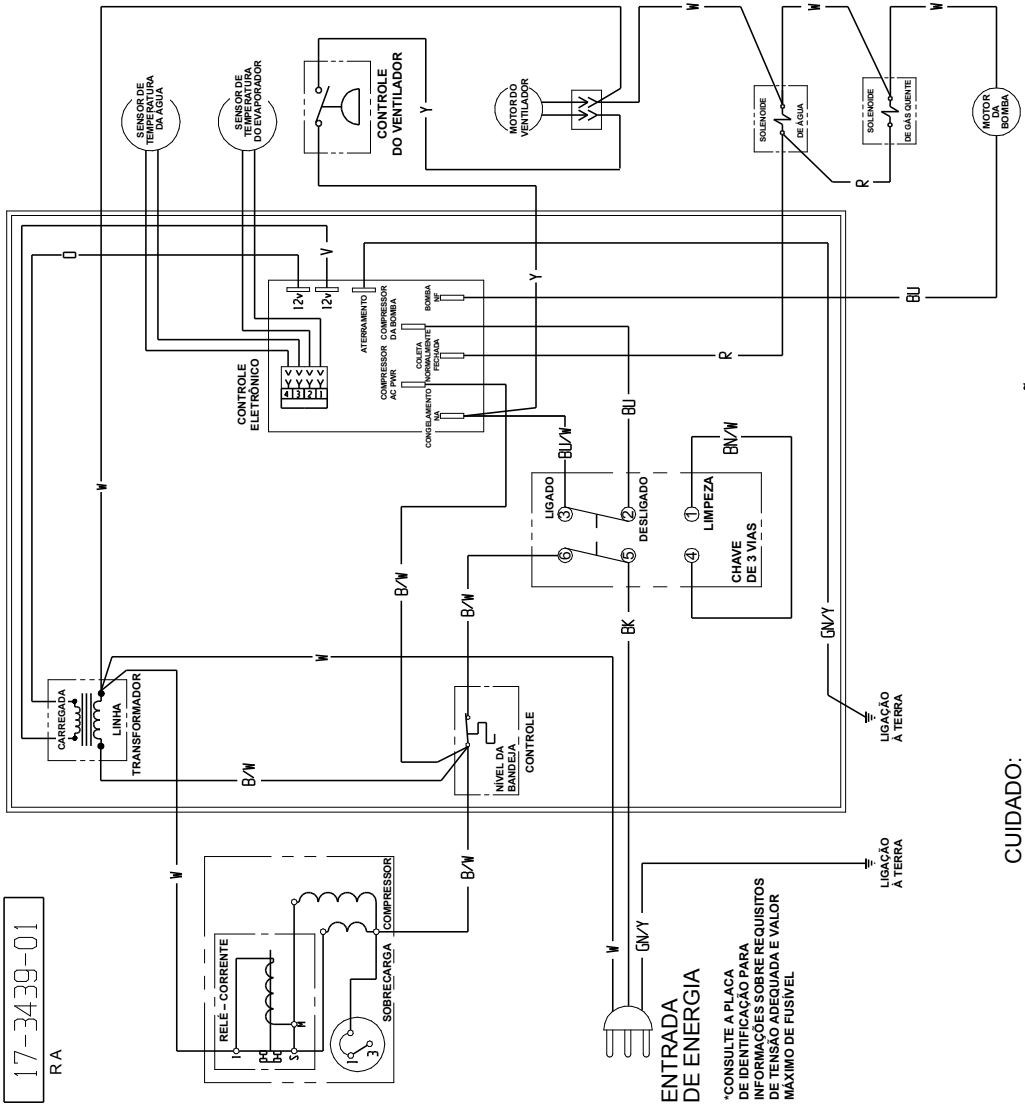 17-3439-01
RA
W
W
W
W
SENSOR DE
TEMPERATURA
DA ÁGUA
SENSOR DE
TEMPERATURA
DO EVAPORADOR
CONTROLE
DO VENTILADOR
Y
MOTOR DO
VENTILADOR
SOLENOIDE
DE ÁGUA
SOLENOIDE
DE GÁS QUENTE
MOTOR
DA
BOMBA
R
O
V
Y
12v
12v
ATERRAMENTO
COMPRESSOR
DA BOMBA
BOMBA
NF
COMPRESSOR
AC PWR
COLETA
NORMALMENTE
FECHADA
CONGELAMENTO
NA
CONTROLE
ELETRÔNICO
4 3 2 1
BU
R
BU
BU/W
BN/W
LIGADO
3
2
DESLIGADO
1
LIMPEZA
6
5
4
CHAVE
DE 3 VIAS
B/W
B/W
BK
W
GN/Y
CARREGADA
LINHA
TRANSFORMADOR
B/W
NÍVEL DA
BANDEJA
CONTROLE
LIGAÇÃO
À TERRA
W
B/W
RELÉ – CORRENTE
COMPRESSOR
SOBRECARGA
S
M
1
3
W
GN/Y
LIGAÇÃO
À TERRA
ENTRADA
DE ENERGIA
*CONSULTE A PLACA
DE IDENTIFICAÇÃO PARA
INFORMAÇÕES SOBRE REQUISITOS
DE TENSÃO ADEQUADA E VALOR
MÁXIMO DE FUSÍVEL
CUIDADO: